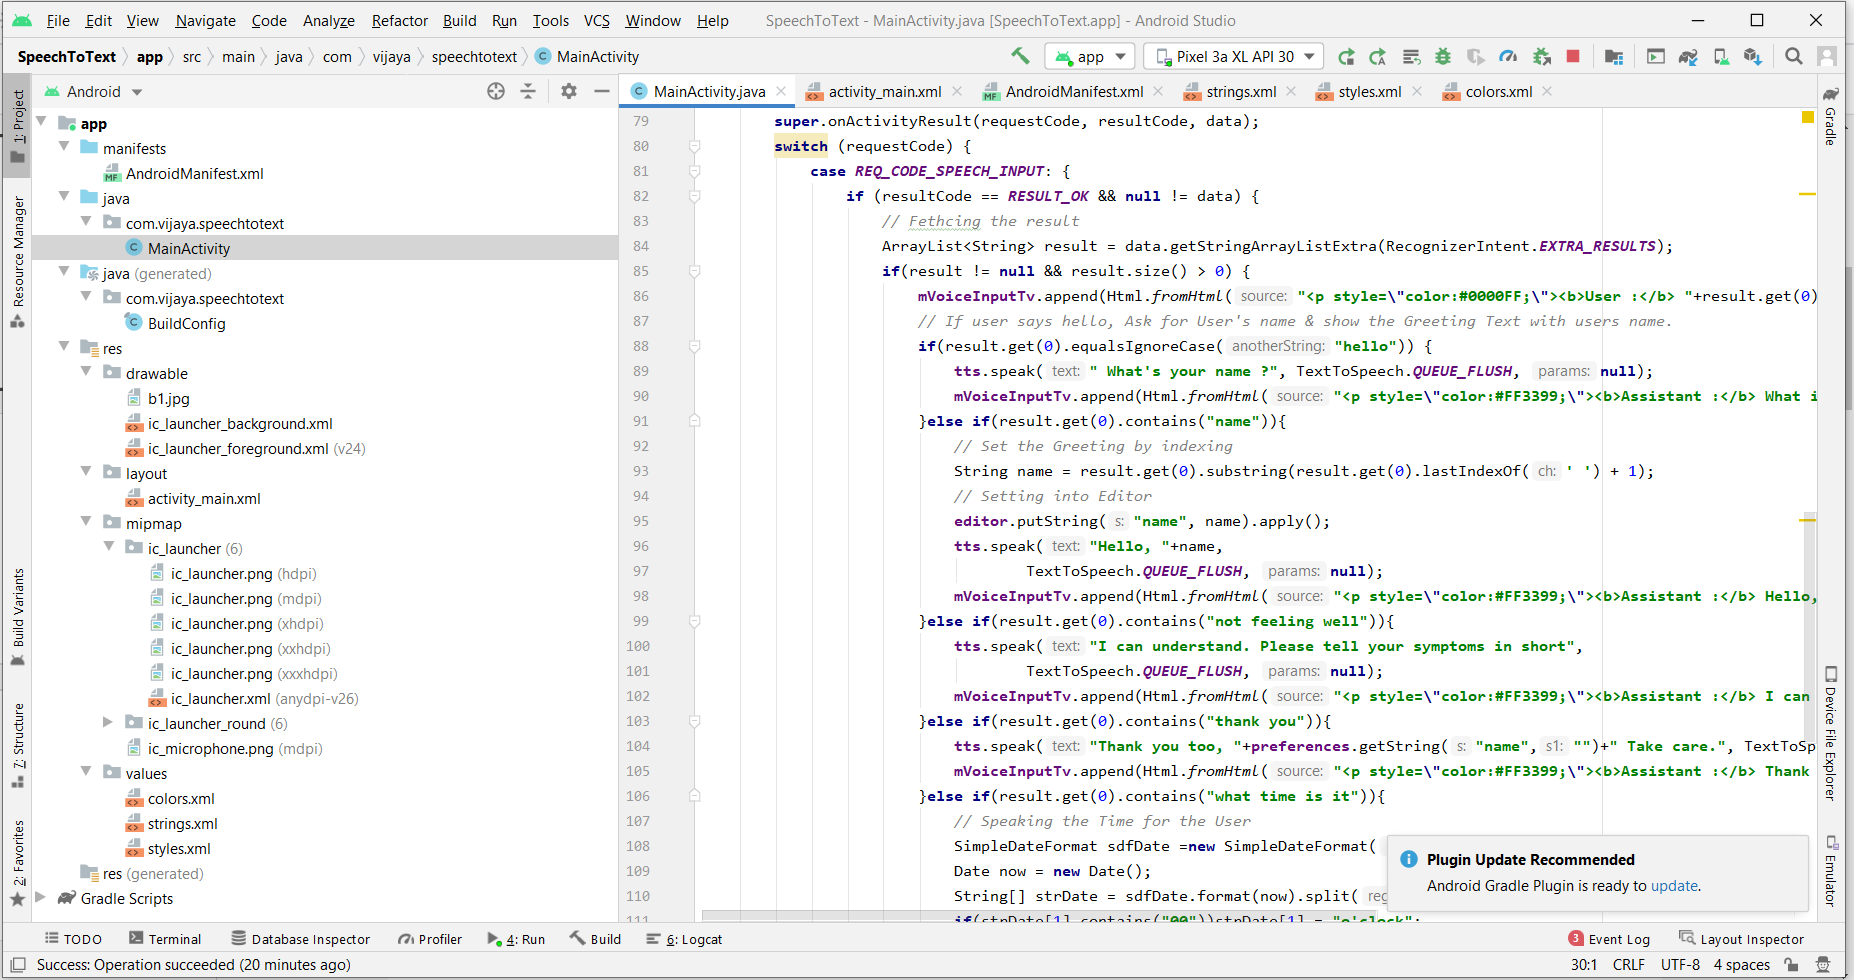 File Edit View Navigate Code Analyze Refactor Build Run Tools VCS Window Help SpeechToText - MainActivity.java [SpeechToText.app] - Android Studio
SpeechToText app src main java com vijaya speechtotext MainActivity app Pixel 3a XL API 30
Android
MainActivity.java activity_main.xml AndroidManifest.xml strings.xml styles.xml colors.xml
1: Project
Resource Manager
Build Variants
7: Structure
2: Favorites
app
manifests
AndroidManifest.xml
java
com.vijaya.speechtotext
MainActivity
java (generated)
com.vijaya.speechtotext
BuildConfig
res
drawable
b1.jpg
ic_launcher_background.xml
ic_launcher_foreground.xml (v24)
layout
activity_main.xml
mipmap
ic_launcher (6)
ic_launcher.png (hdpi)
ic_launcher.png (mdpi)
ic_launcher.png (xhdpi)
ic_launcher.png (xxhdpi)
ic_launcher.png (xxxhdpi)
ic_launcher.xml (anydpi-v26)
ic_launcher_round (6)
ic_microphone.png (mdpi)
values
colors.xml
strings.xml
styles.xml
res (generated)
Gradle Scripts
79 super.onActivityResult(requestCode, resultCode, data);
80 switch (requestCode) {
81 case REQ_CODE_SPEECH_INPUT: {
82 if (resultCode == RESULT_OK && null != data) {
83 // Fethcing the result
84 ArrayList<String> result = data.getStringArrayListExtra(RecognizerIntent.EXTRA_RESULTS);
85 if(result != null && result.size() > 0) {
86 mVoiceInputTv.append(Html.fromHtml( source: "<p style=\"color:#0000FF;\"><b>User :</b> "+result.get(0)
87 // If user says hello, Ask for User's name & show the Greeting Text with users name.
88 if(result.get(0).equalsIgnoreCase( anotherString: "hello")) {
89 tts.speak( text: " What's your name ?", TextToSpeech.QUEUE_FLUSH, params: null);
90 mVoiceInputTv.append(Html.fromHtml( source: "<p style=\"color:#FF3399;\"><b>Assistant :</b> What i
91 }else if(result.get(0).contains("name")){
92 // Set the Greeting by indexing
93 String name = result.get(0).substring(result.get(0).lastIndexOf( ch: ' ') + 1);
94 // Setting into Editor
95 editor.putString( s: "name", name).apply();
96 tts.speak( text: "Hello, "+name,
97 TextToSpeech.QUEUE_FLUSH, params: null);
98 mVoiceInputTv.append(Html.fromHtml( source: "<p style=\"color:#FF3399;\"><b>Assistant :</b> Hello,
99 }else if(result.get(0).contains("not feeling well")){
100 tts.speak( text: "I can understand. Please tell your symptoms in short",
101 TextToSpeech.QUEUE_FLUSH, params: null);
102 mVoiceInputTv.append(Html.fromHtml( source: "<p style=\"color:#FF3399;\"><b>Assistant :</b> I can
103 }else if(result.get(0).contains("thank you")){
104 tts.speak( text: "Thank you too, "+preferences.getString( s: "name", s1: "")+" Take care.", TextToSp
105 mVoiceInputTv.append(Html.fromHtml( source: "<p style=\"color:#FF3399;\"><b>Assistant :</b> Thank
106 }else if(result.get(0).contains("what time is it")){
107 // Speaking the Time for the User
108 SimpleDateFormat sdfDate =new SimpleDateFormat(
109 Date now = new Date();
110 String[] strDate = sdfDate.format(now).split( rec
111 if(strDate[1].contains("00"))strDate[1] = "o'clock";
Plugin Update Recommended
Android Gradle Plugin is ready to update.
Gradle
Device File Explorer
Emulator
TODO Terminal Database Inspector Profiler 4: Run Build 6: Logcat 3 Event Log Layout Inspector
Success: Operation succeeded (20 minutes ago) 30:1 CRLF UTF-8 4 spaces